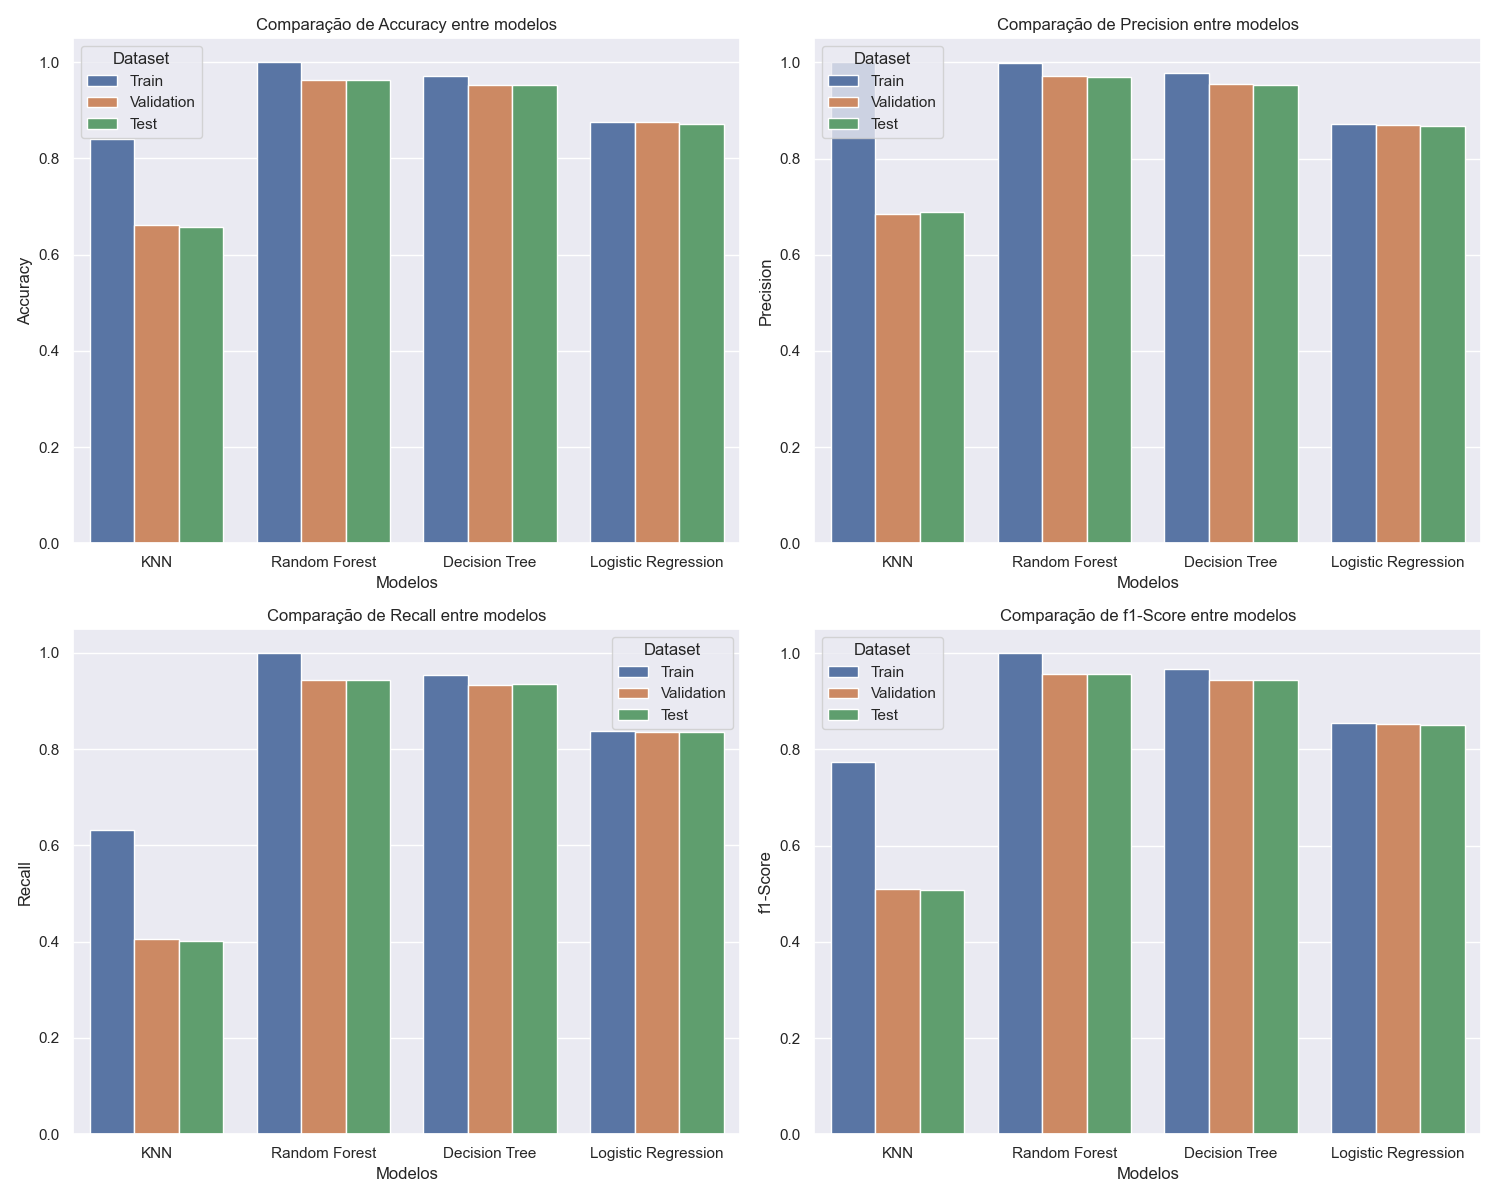 Comparação de Accuracy entre modelos
Dataset
Train
Validation
Test
1.0
0.8
0.6
0.4
0.2
0.0
Accuracy
KNN Random Forest Decision Tree Logistic Regression
Modelos
Comparação de Precision entre modelos
Dataset
Train
Validation
Test
1.0
0.8
0.6
0.4
0.2
0.0
Precision
KNN Random Forest Decision Tree Logistic Regression
Modelos
Comparação de Recall entre modelos
Dataset
Train
Validation
Test
1.0
0.8
0.6
0.4
0.2
0.0
Recall
KNN Random Forest Decision Tree Logistic Regression
Modelos
Comparação de f1-Score entre modelos
Dataset
Train
Validation
Test
1.0
0.8
0.6
0.4
0.2
0.0
f1-Score
KNN Random Forest Decision Tree Logistic Regression
Modelos